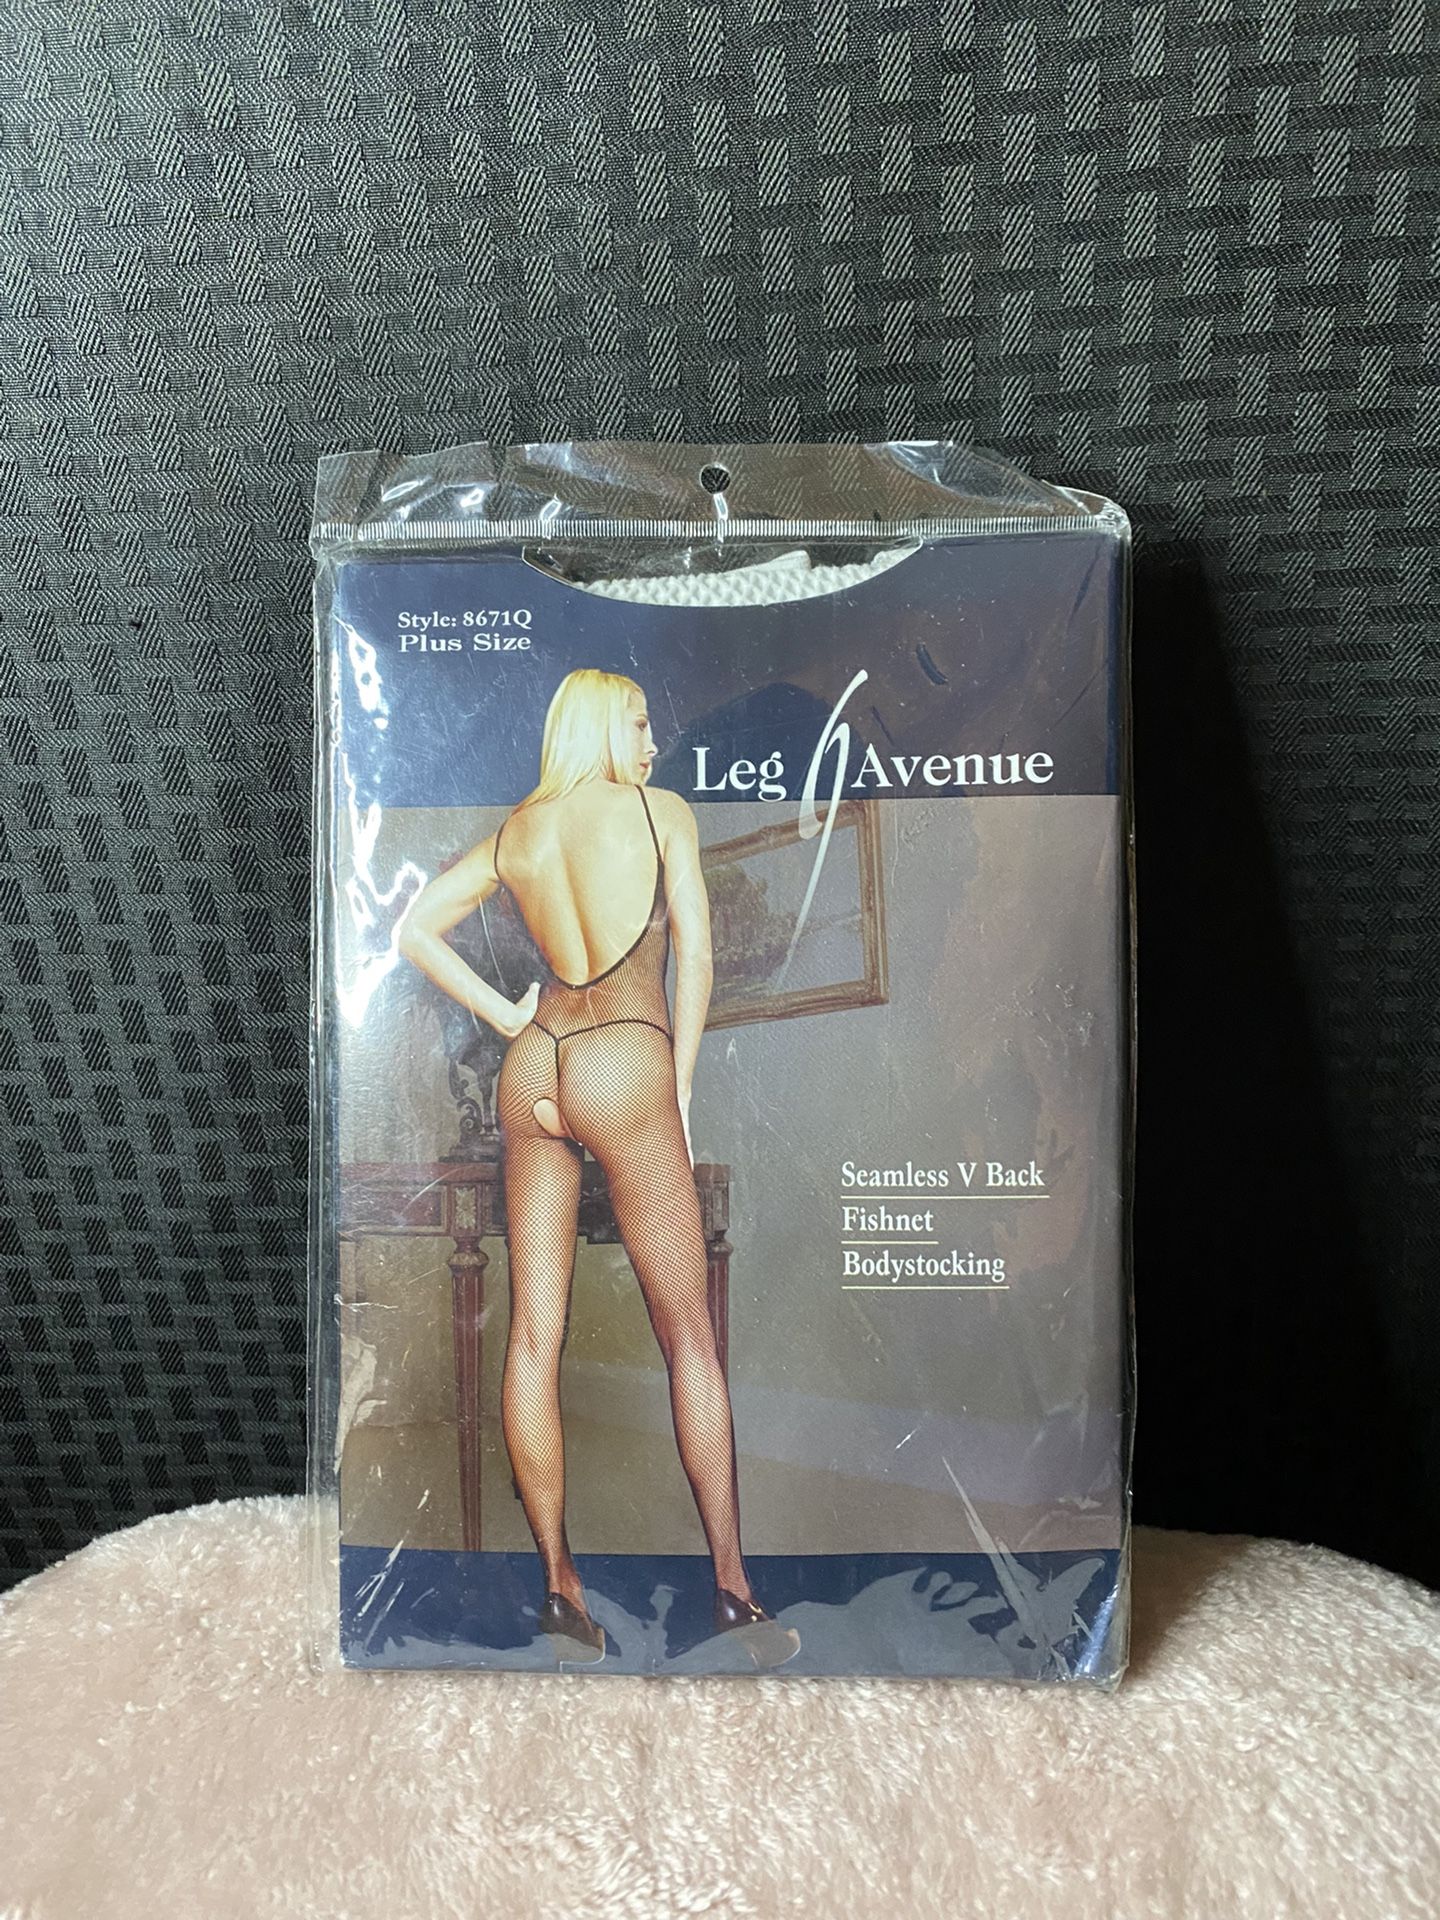 Style: 8671Q
Plus Size
Leg Avenue
Seamless V Back
Fishnet
Bodystocking